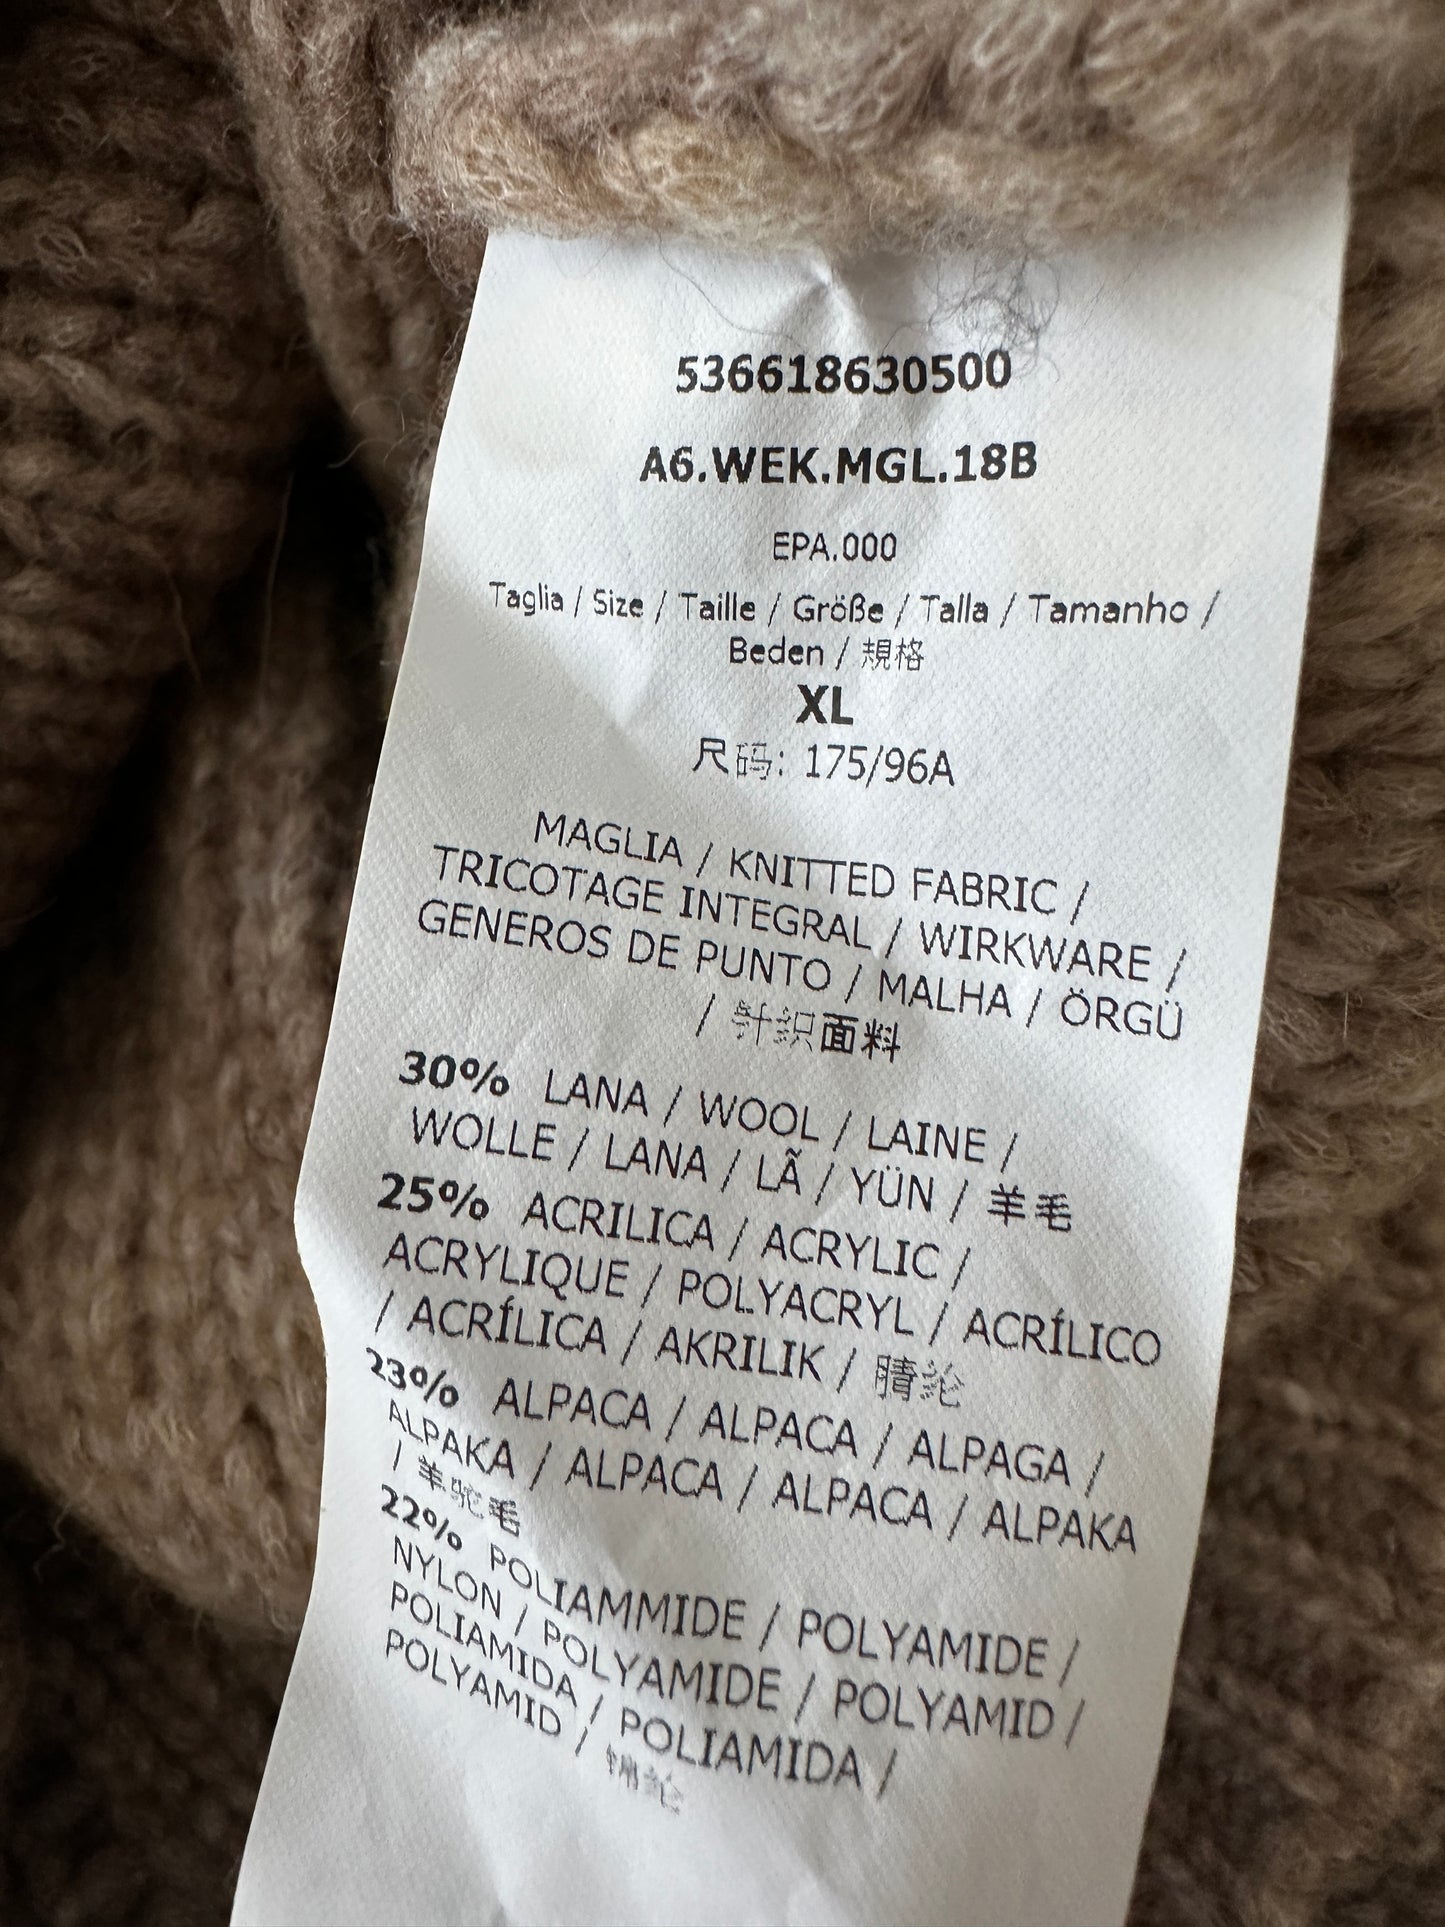 536618630500
A6.WEK.MGL.18B
EPA.000
Taglia / Size / Taille / Größe / Talla / Tamanho /
Beden / 規格
XL
尺码: 175/96A
MAGLIA / KNITTED FABRIC /
TRICOTAGE INTEGRAL / WIRKWARE /
GENEROS DE PUNTO / MALHA / ÖRGÜ
/ 针织面料
30% LANA / WOOL / LAINE /
WOLLE / LANA / LÃ / YÜN / 羊毛
25% ACRILICA / ACRYLIC /
ACRYLIQUE / POLYACRYL / ACRÍLICO
/ ACRÍLICA / AKRILIK / 腈纶
23% ALPACA / ALPACA / ALPAGA /
ALPAKA / ALPACA / ALPACA / ALPAKA
/ 羊驼毛
22% POLIAMMIDE / POLYAMIDE /
NYLON / POLYAMIDE / POLYAMID /
POLIAMIDA / POLIAMIDA /
POLYAMID / 锦纶